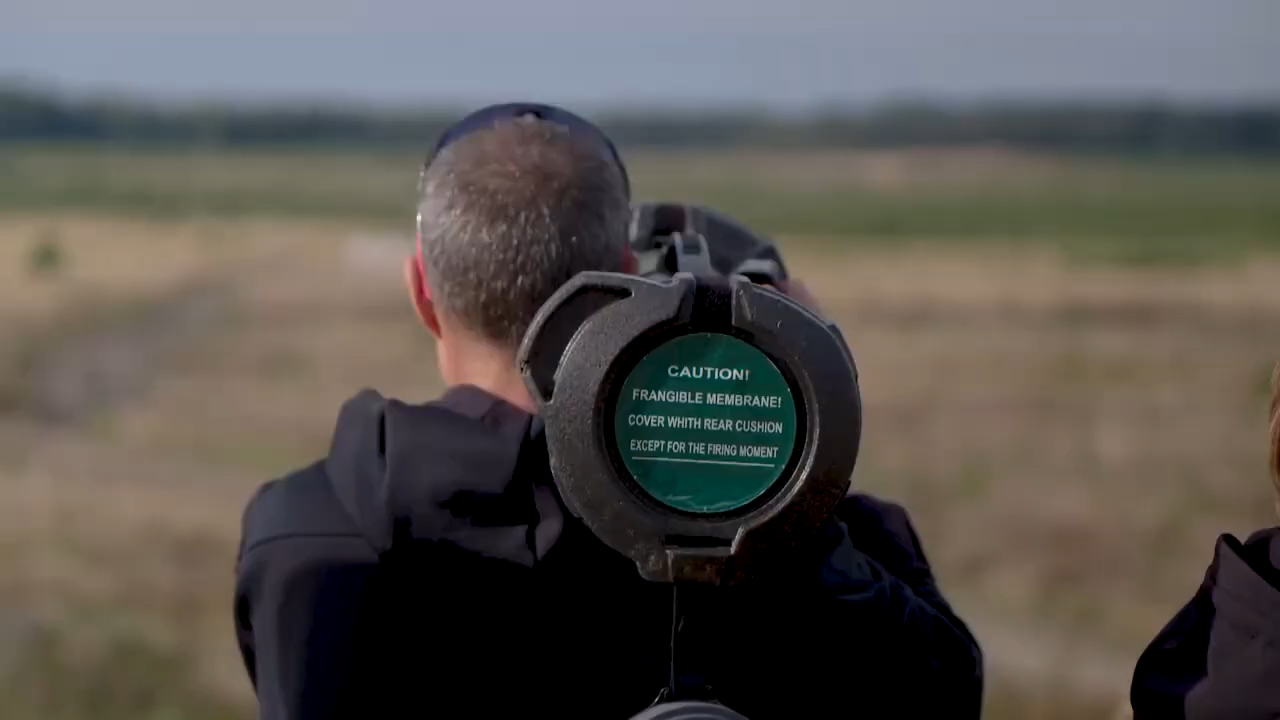 CAUTION!
FRANGIBLE MEMBRANE!
COVER WHITH REAR CUSHION
EXCEPT FOR THE FIRING MOMENT